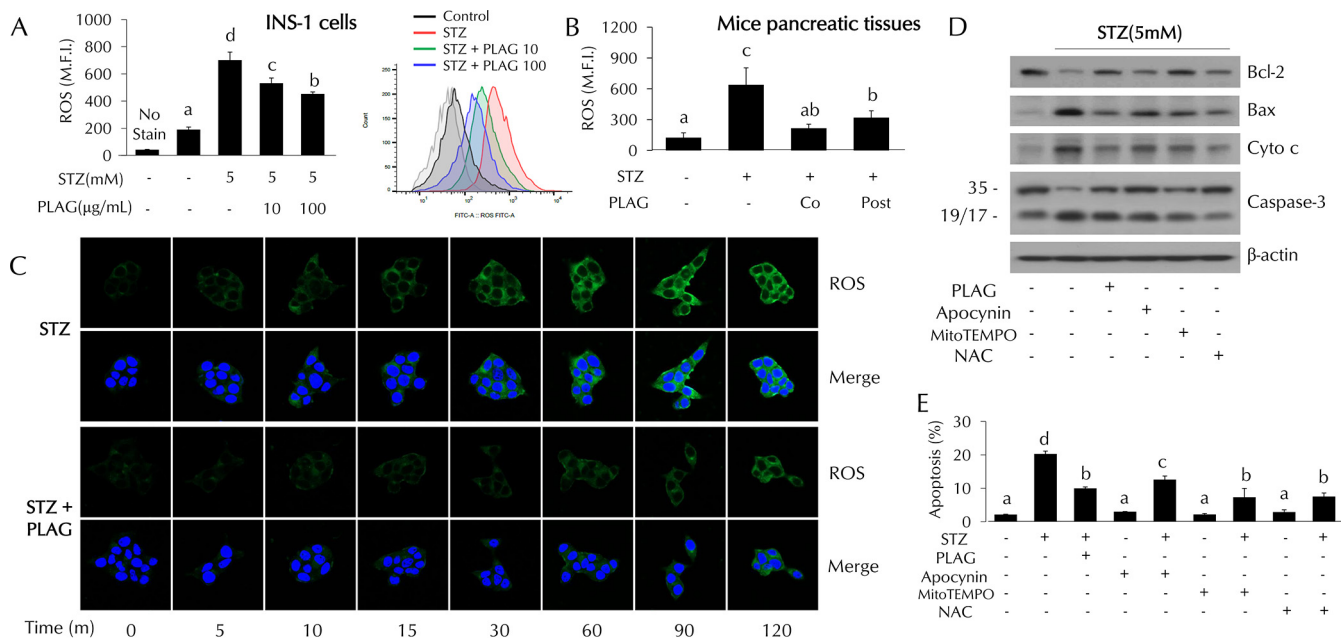 A
INS-1 cells
ROS (M.F.I.)
1000
800
600
400
200
0
No
Stain
a
d
c
b
STZ(mM) - - 5 5 5
PLAG(μg/mL) - - - 10 100
Control
STZ
STZ + PLAG 10
STZ + PLAG 100
Count
10¹ 10² 10³ 10⁴
FITC-A :: ROS FITC-A
B
Mice pancreatic tissues
ROS (M.F.I.)
1200
900
600
300
0
a
c
ab
b
STZ - + + +
PLAG - - Co Post
C
STZ
ROS
Merge
STZ +
PLAG
ROS
Merge
Time (m) 0 5 10 15 30 60 90 120
D
STZ(5mM)
Bcl-2
Bax
Cyto c
35 -
19/17 -
Caspase-3
β-actin
PLAG - - + - - -
Apocynin - - - + - -
MitoTEMPO - - - - + -
NAC - - - - - +
E
Apoptosis (%)
30
20
10
0
a d b a c a b a b
STZ - + + - + - + - +
PLAG - - + - - - - - -
Apocynin - - - + + - - - -
MitoTEMPO - - - - - + + - -
NAC - - - - - - - + +